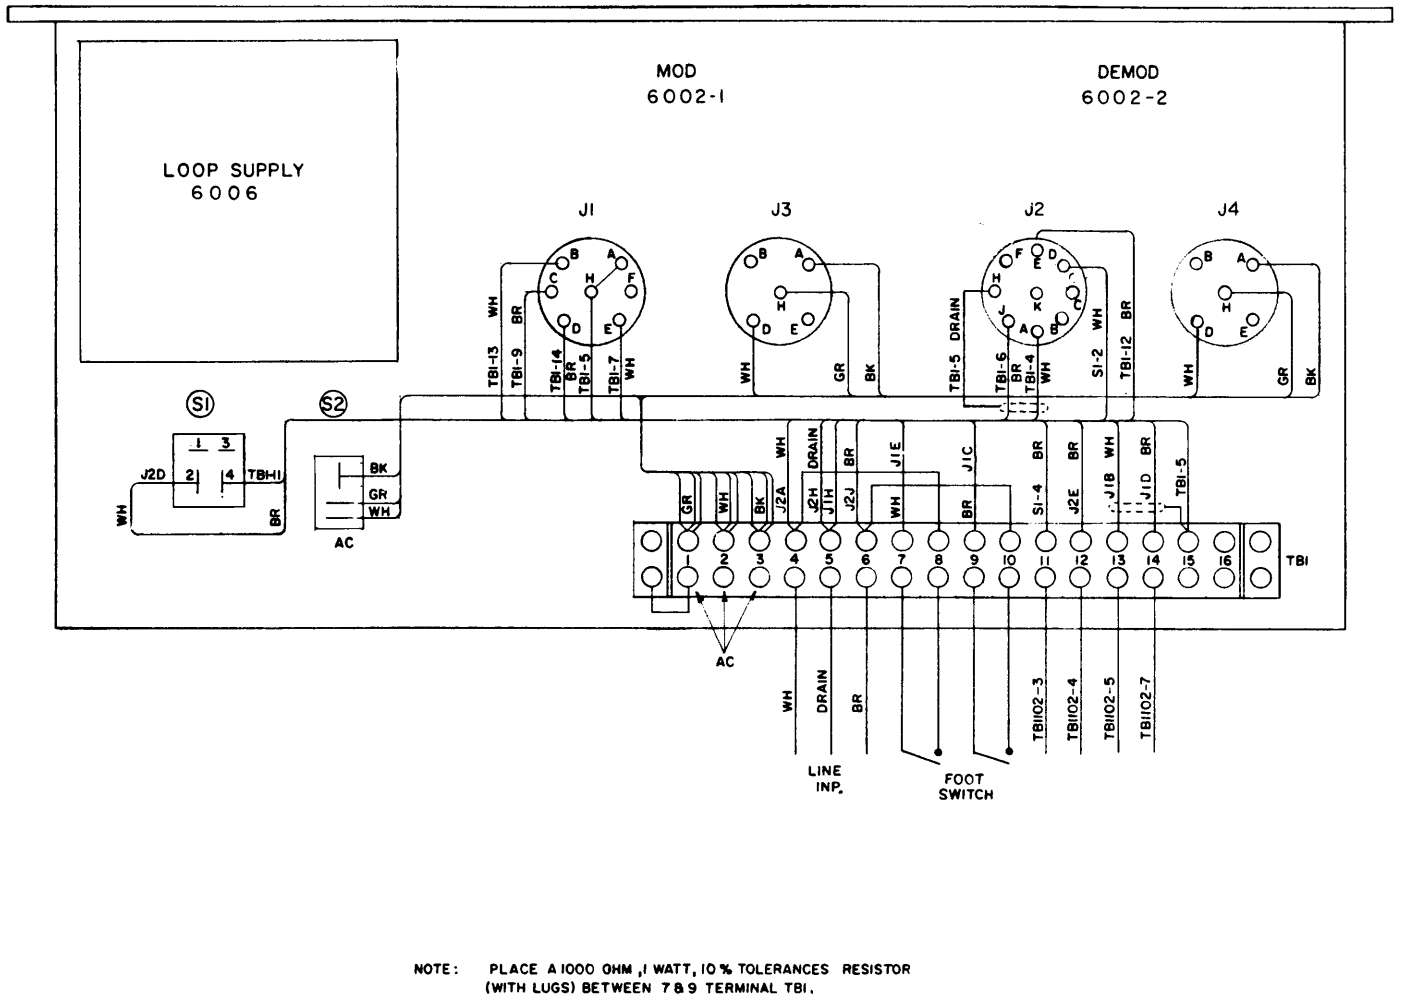 MOD
6002-1
DEMOD
6002-2
LOOP SUPPLY
6006
J1
J3
J2
J4
B
A
C
H
F
D
E
B
A
H
D
E
F
E
D
H
K
C
J
A
B
B
A
H
D
E
WH
BR
TB1-13
TB1-9
TB1-14
BR
TB1-5
TB1-7
WH
WH
GR
BK
DRAIN
TB1-5
TB1-6
BR
TB1-4
WH
WH
S1-2
BR
TB1-12
WH
GR
BK
S1
S2
1 3
2 4
J2D
TB1-11
WH
BR
BK
GR
WH
AC
GR
WH
BK
WH
J2A
DRAIN
J2H
J1H
BR
J2J
J1E
WH
J1C
BR
BR
S1-4
BR
J2E
WH
J1B
BR
J1D
TB1-5
1 2 3 4 5 6 7 8 9 10 11 12 13 14 15 16
TB1
AC
WH
DRAIN
BR
TB1102-3
TB1102-4
TB1102-5
TB1102-7
LINE
INP.
FOOT
SWITCH
NOTE: PLACE A 1000 OHM, 1 WATT, 10% TOLERANCES RESISTOR
(WITH LUGS) BETWEEN 7 & 9 TERMINAL TB1.